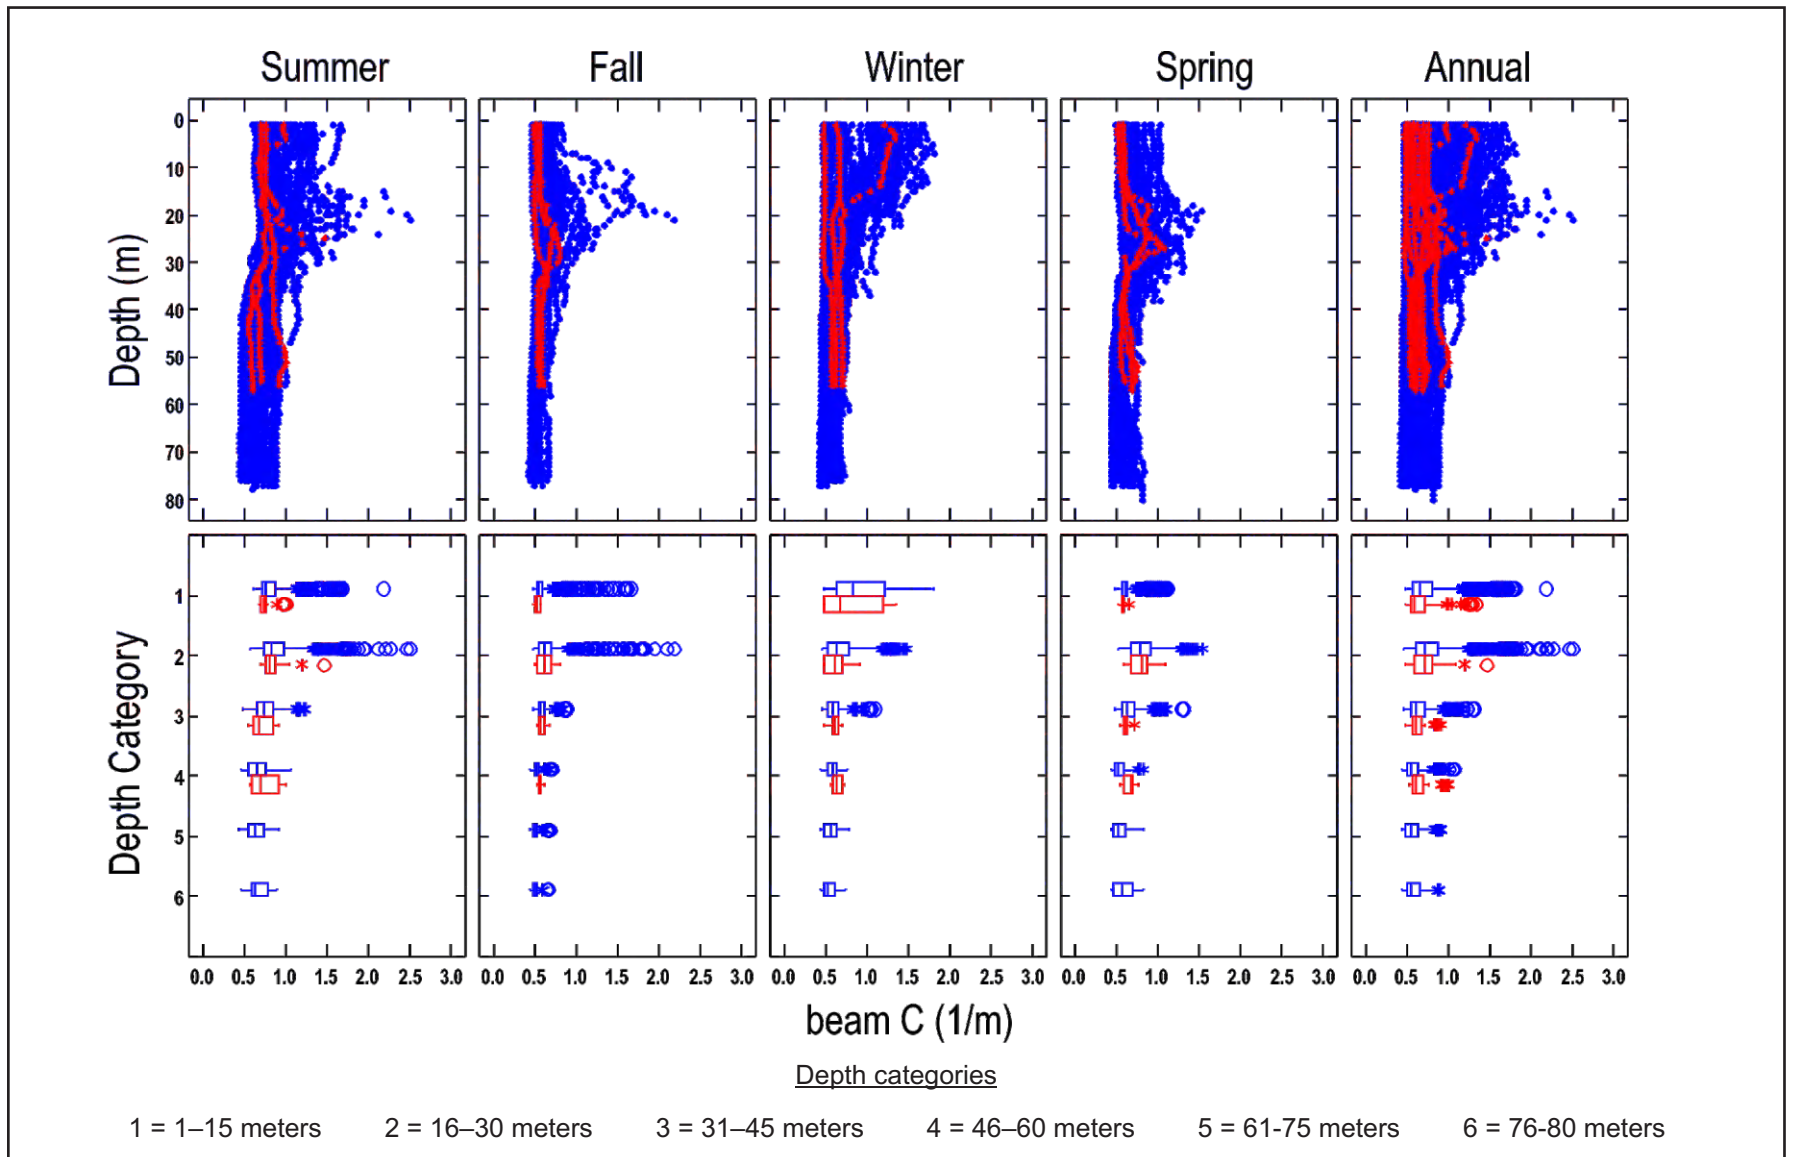 Summer Fall Winter Spring Annual
Depth (m)
0
10
20
30
40
50
60
70
80
Depth Category
1
2
3
4
5
6
0.0 0.5 1.0 1.5 2.0 2.5 3.0 0.0 0.5 1.0 1.5 2.0 2.5 3.0 0.0 0.5 1.0 1.5 2.0 2.5 3.0 0.0 0.5 1.0 1.5 2.0 2.5 3.0 0.0 0.5 1.0 1.5 2.0 2.5 3.0
beam C (1/m)
Depth categories
1 = 1–15 meters 2 = 16–30 meters 3 = 31–45 meters 4 = 46–60 meters 5 = 61-75 meters 6 = 76-80 meters